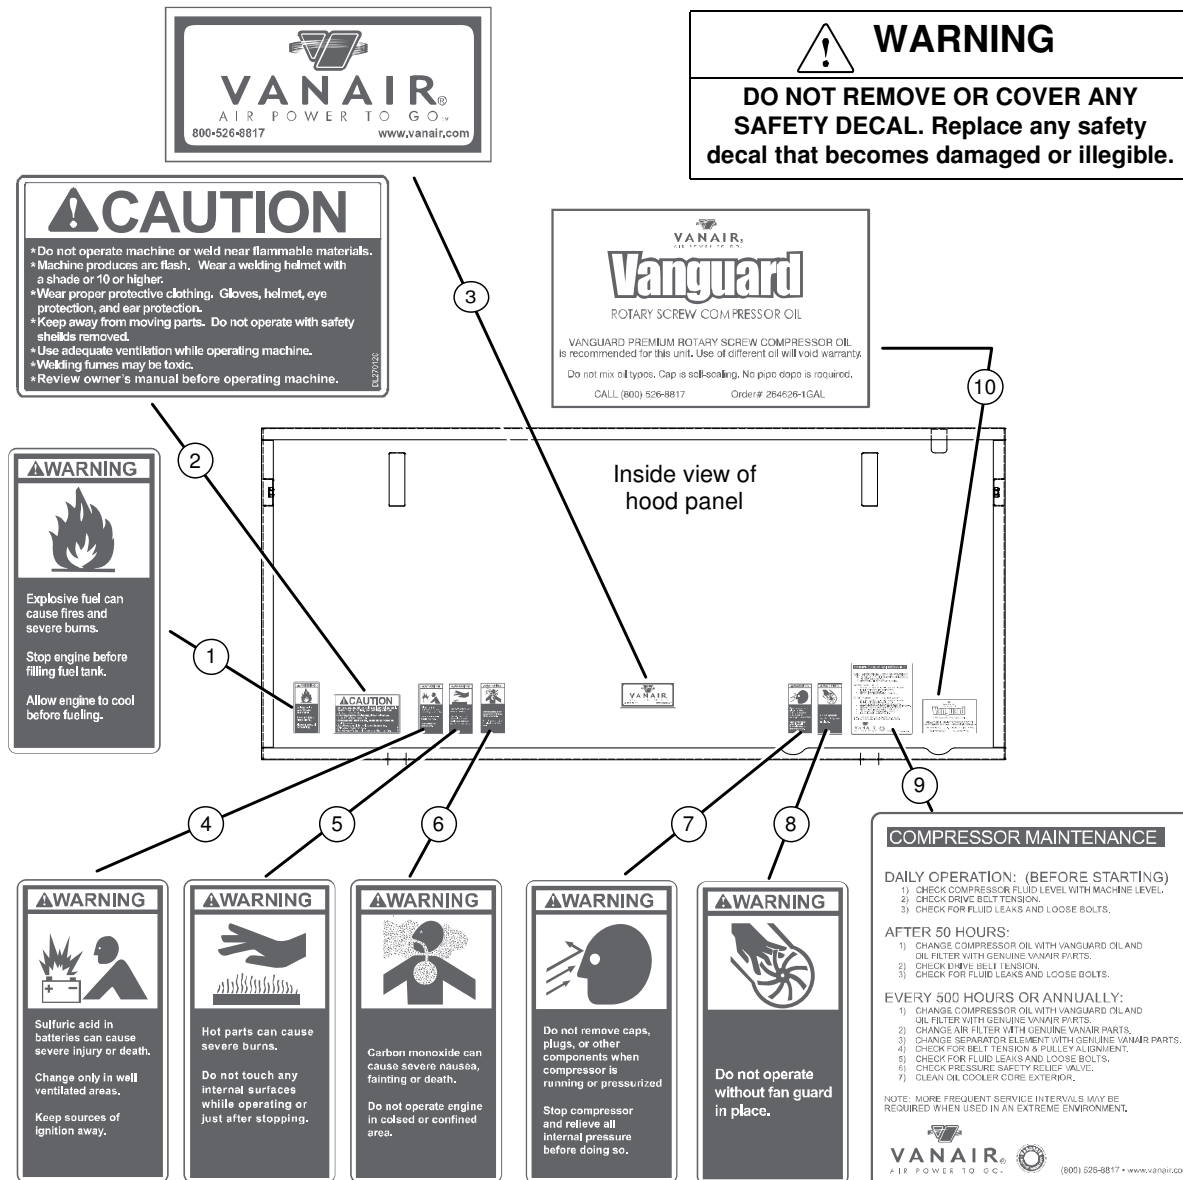 VANAIR®
AIR POWER TO GO™
800-526-8817 www.vanair.com
WARNING
DO NOT REMOVE OR COVER ANY
SAFETY DECAL. Replace any safety
decal that becomes damaged or illegible.
CAUTION
*Do not operate machine or weld near flammable materials.
*Machine produces arc flash. Wear a welding helmet with
a shade or 10 or higher.
*Wear proper protective clothing. Gloves, helmet, eye
protection, and ear protection.
*Keep away from moving parts. Do not operate with safety
sheilds removed.
*Use adequate ventilation while operating machine.
*Welding fumes may be toxic.
*Review owner's manual before operating machine.
DL270120
VANAIR®
AIR POWER TO GO
Vanguard
ROTARY SCREW COMPRESSOR OIL
VANGUARD PREMIUM ROTARY SCREW COMPRESSOR OIL
is recommended for this unit. Use of different oil will void warranty.
Do not mix oil types. Cap is self-sealing. No pipe dope is required.
CALL (800) 526-8817 Order# 264626-1GAL
3
10
2
1
WARNING
Explosive fuel can
cause fires and
severe burns.
Stop engine before
filling fuel tank.
Allow engine to cool
before fueling.
Inside view of
hood panel
CAUTION
VANAIR
Vanguard
4
5
6
7
8
9
WARNING
Sulfuric acid in
batteries can cause
severe injury or death.
Change only in well
ventilated areas.
Keep sources of
ignition away.
WARNING
Hot parts can cause
severe burns.
Do not touch any
internal surfaces
whiile operating or
just after stopping.
WARNING
Carbon monoxide can
cause severe nausea,
fainting or death.
Do not operate engine
in colsed or confined
area.
WARNING
Do not remove caps,
plugs, or other
components when
compressor is
running or pressurized
Stop compressor
and relieve all
internal pressure
before doing so.
WARNING
Do not operate
without fan guard
in place.
COMPRESSOR MAINTENANCE
DAILY OPERATION: (BEFORE STARTING)
1) CHECK COMPRESSOR FLUID LEVEL WITH MACHINE LEVEL.
2) CHECK DRIVE BELT TENSION.
3) CHECK FOR FLUID LEAKS AND LOOSE BOLTS.
AFTER 50 HOURS:
1) CHANGE COMPRESSOR OIL WITH VANGUARD OIL AND
OIL FILTER WITH GENUINE VANAIR PARTS.
2) CHECK DRIVE BELT TENSION.
3) CHECK FOR FLUID LEAKS AND LOOSE BOLTS.
EVERY 500 HOURS OR ANNUALLY:
1) CHANGE COMPRESSOR OIL WITH VANGUARD OIL AND
OIL FILTER WITH GENUINE VANAIR PARTS.
2) CHANGE AIR FILTER WITH GENUINE VANAIR PARTS.
3) CHANGE SEPARATOR ELEMENT WITH GENUINE VANAIR PARTS.
4) CHECK FOR BELT TENSION & PULLEY ALIGNMENT.
5) CHECK FOR FLUID LEAKS AND LOOSE BOLTS.
6) CHECK PRESSURE SAFETY RELIEF VALVE.
7) CLEAN OIL COOLER CORE EXTERIOR.
NOTE: MORE FREQUENT SERVICE INTERVALS MAY BE
REQUIRED WHEN USED IN AN EXTREME ENVIRONMENT.
VANAIR®
AIR POWER TO GO
(800) 526-8817 • www.vanair.co